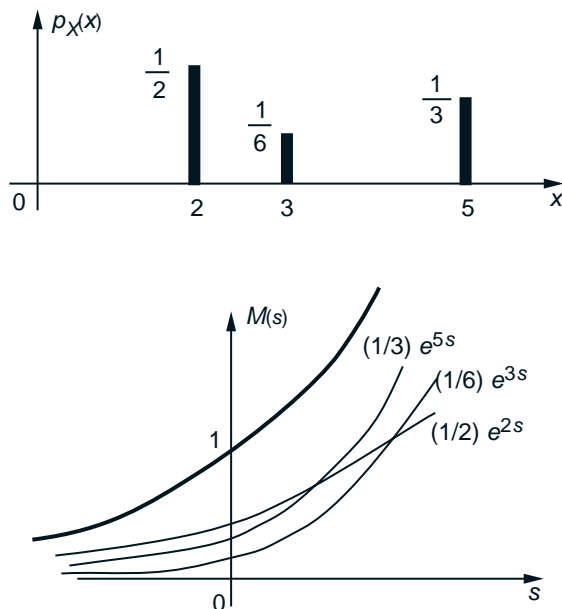 p_X(x)
1/2
1/6
1/3
0
2
3
5
x
M(s)
(1/3) e^{5s}
(1/6) e^{3s}
(1/2) e^{2s}
1
0
s